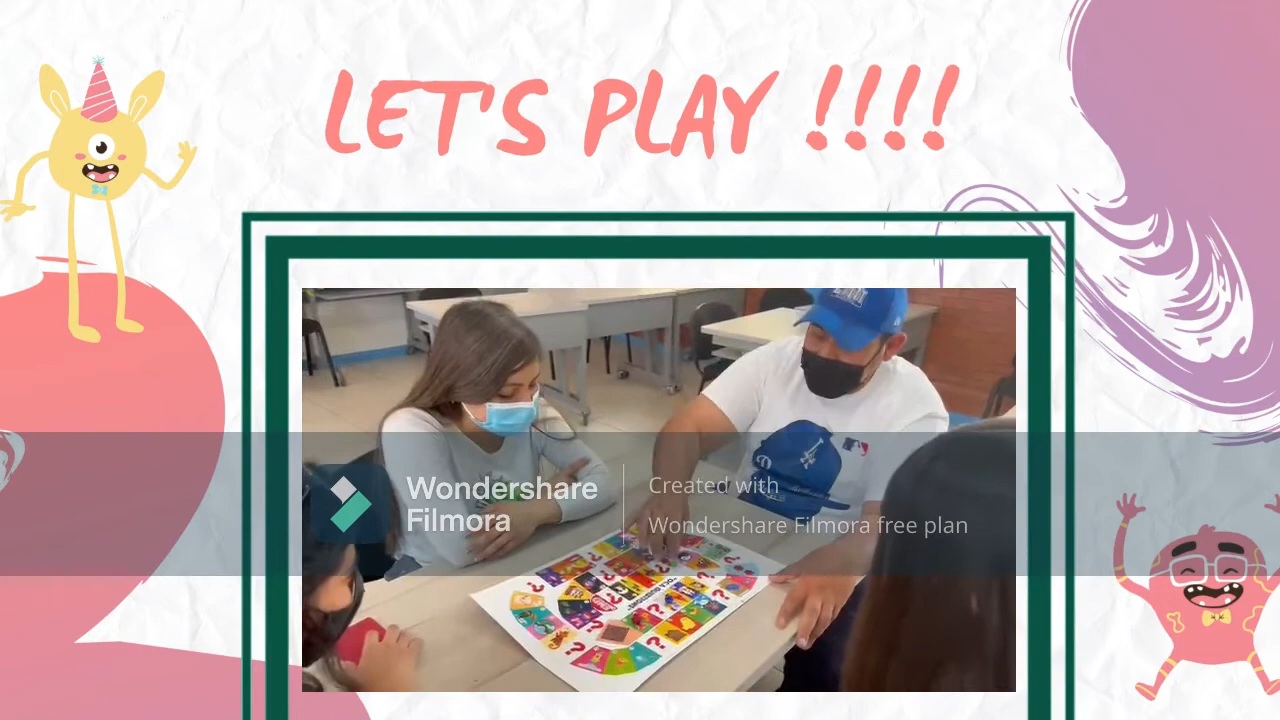 LET'S PLAY !!!!
Wondershare
Filmora
Created with
Wondershare Filmora free plan